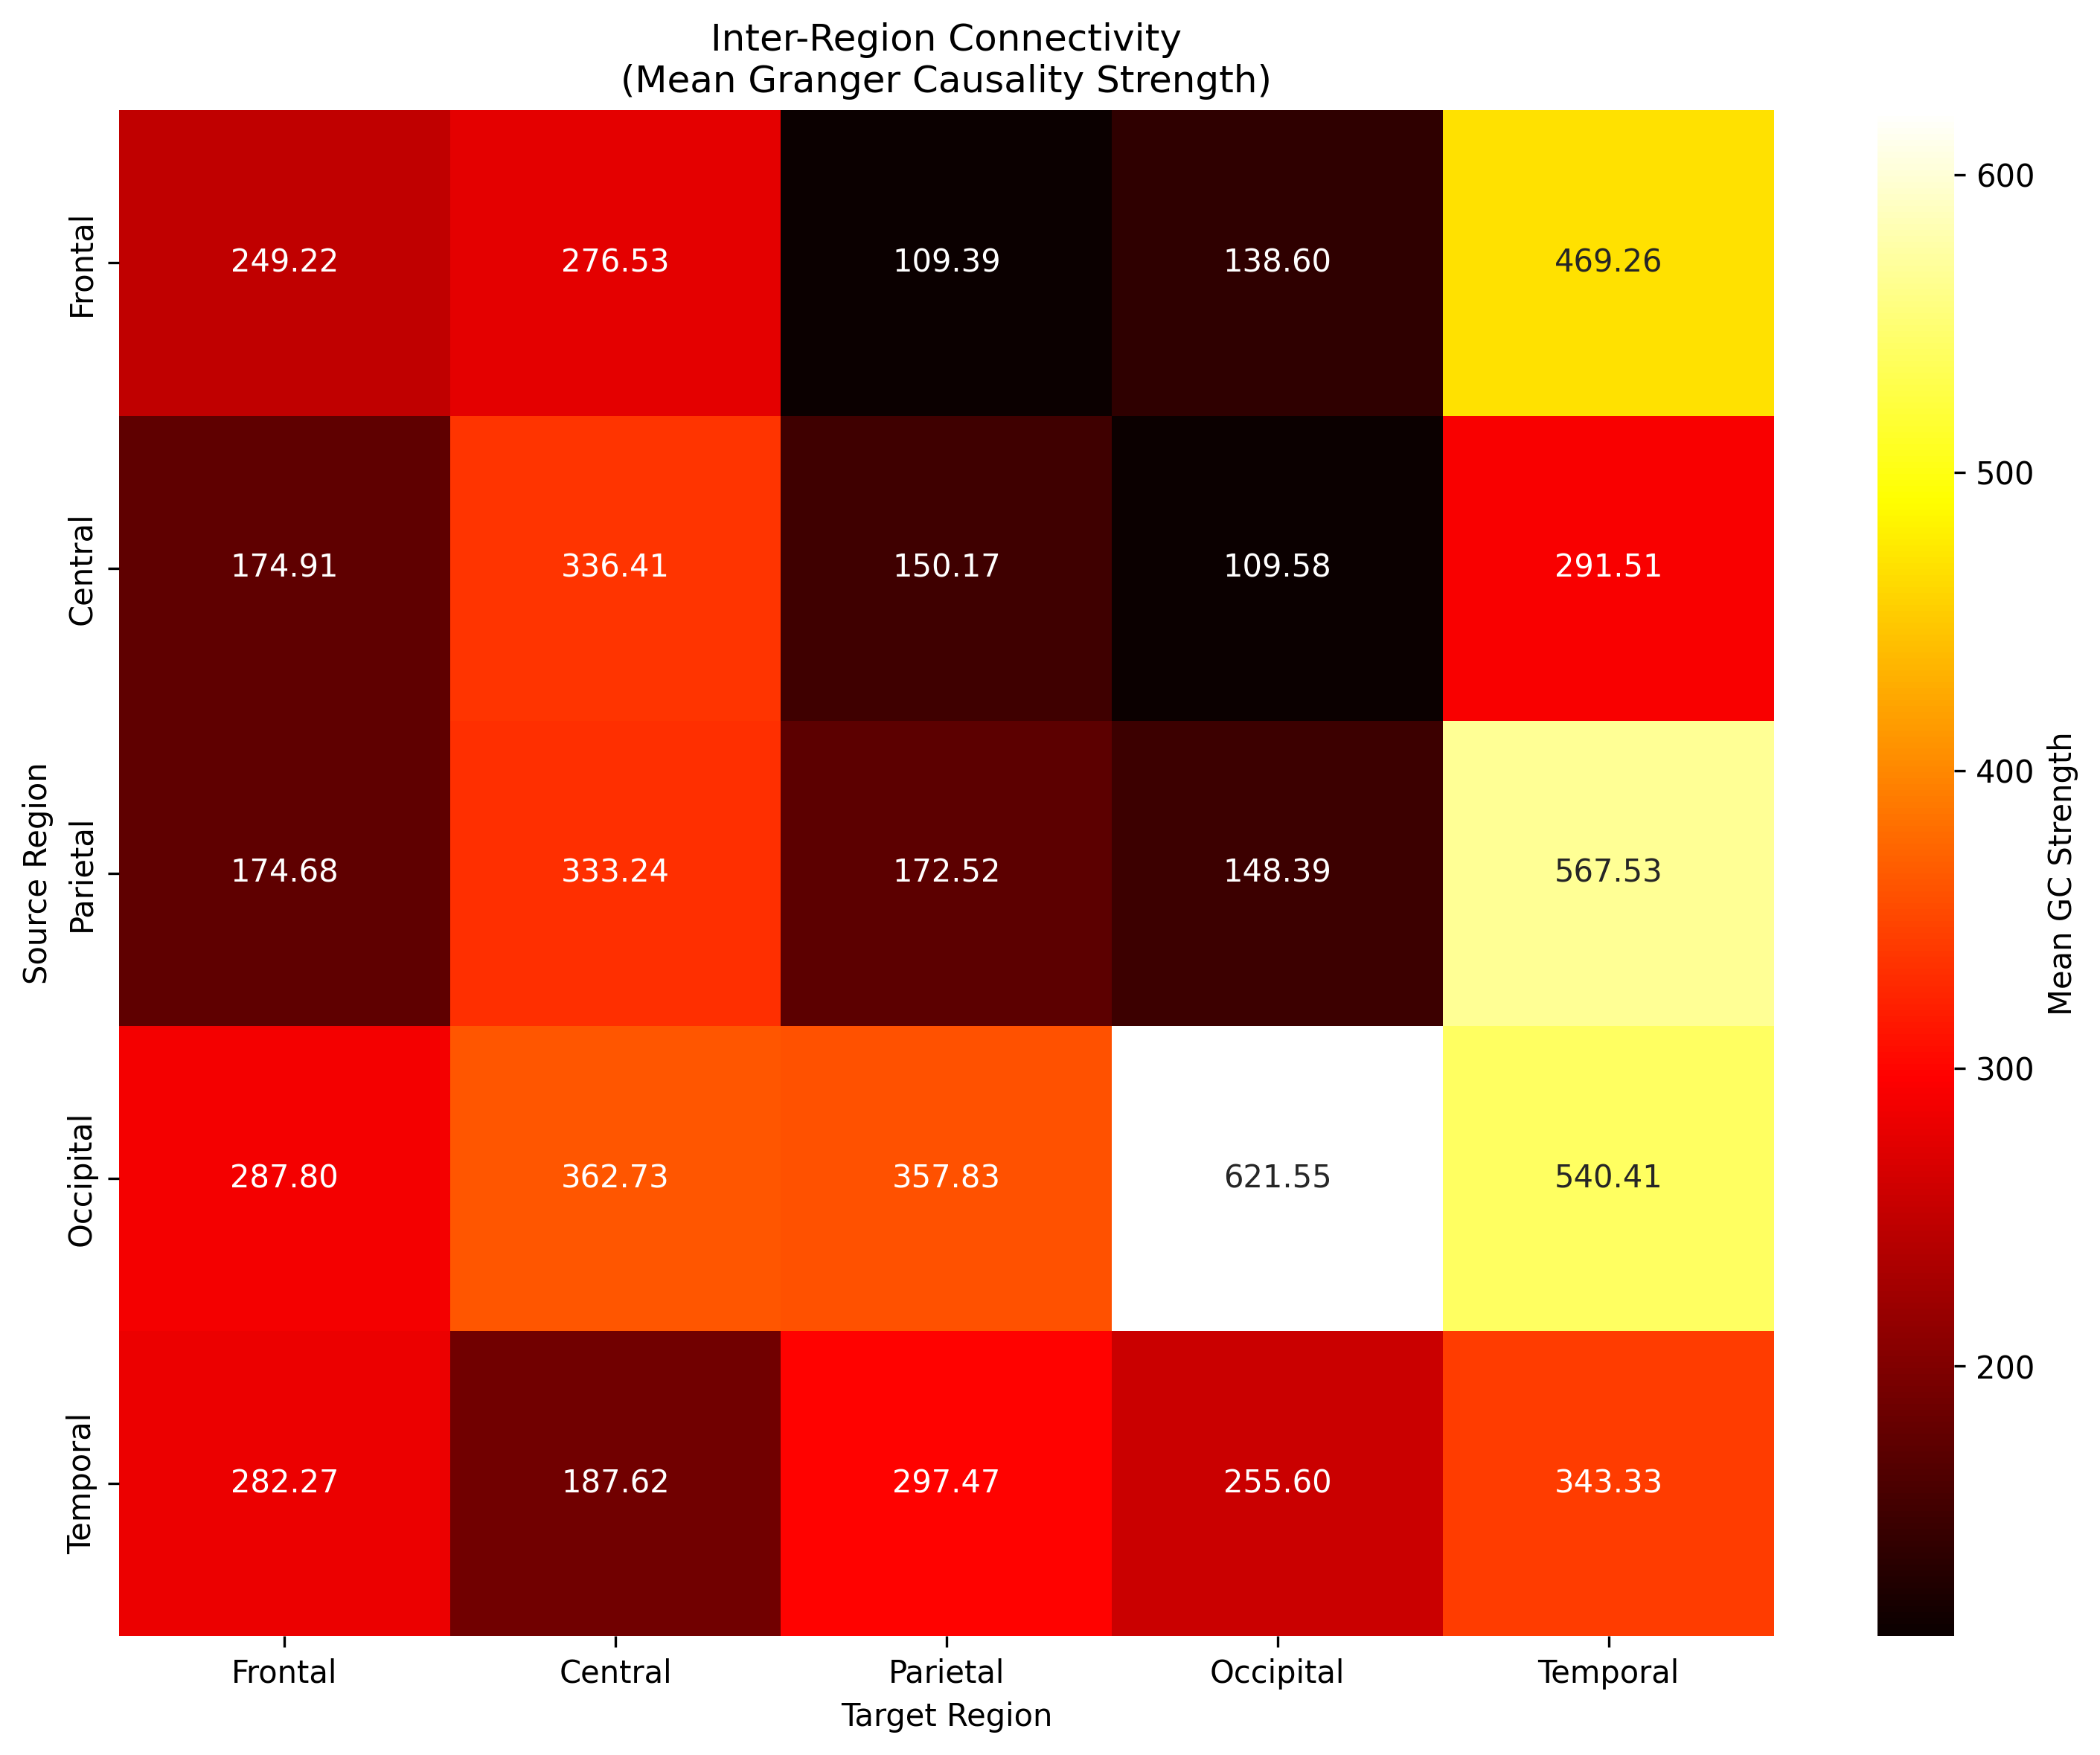 Inter-Region Connectivity
(Mean Granger Causality Strength)
Source Region
Frontal
249.22 276.53 109.39 138.60 469.26
Central
174.91 336.41 150.17 109.58 291.51
Parietal
174.68 333.24 172.52 148.39 567.53
Occipital
287.80 362.73 357.83 621.55 540.41
Temporal
282.27 187.62 297.47 255.60 343.33
Frontal Central Parietal Occipital Temporal
Target Region
600
500
400
300
200
Mean GC Strength